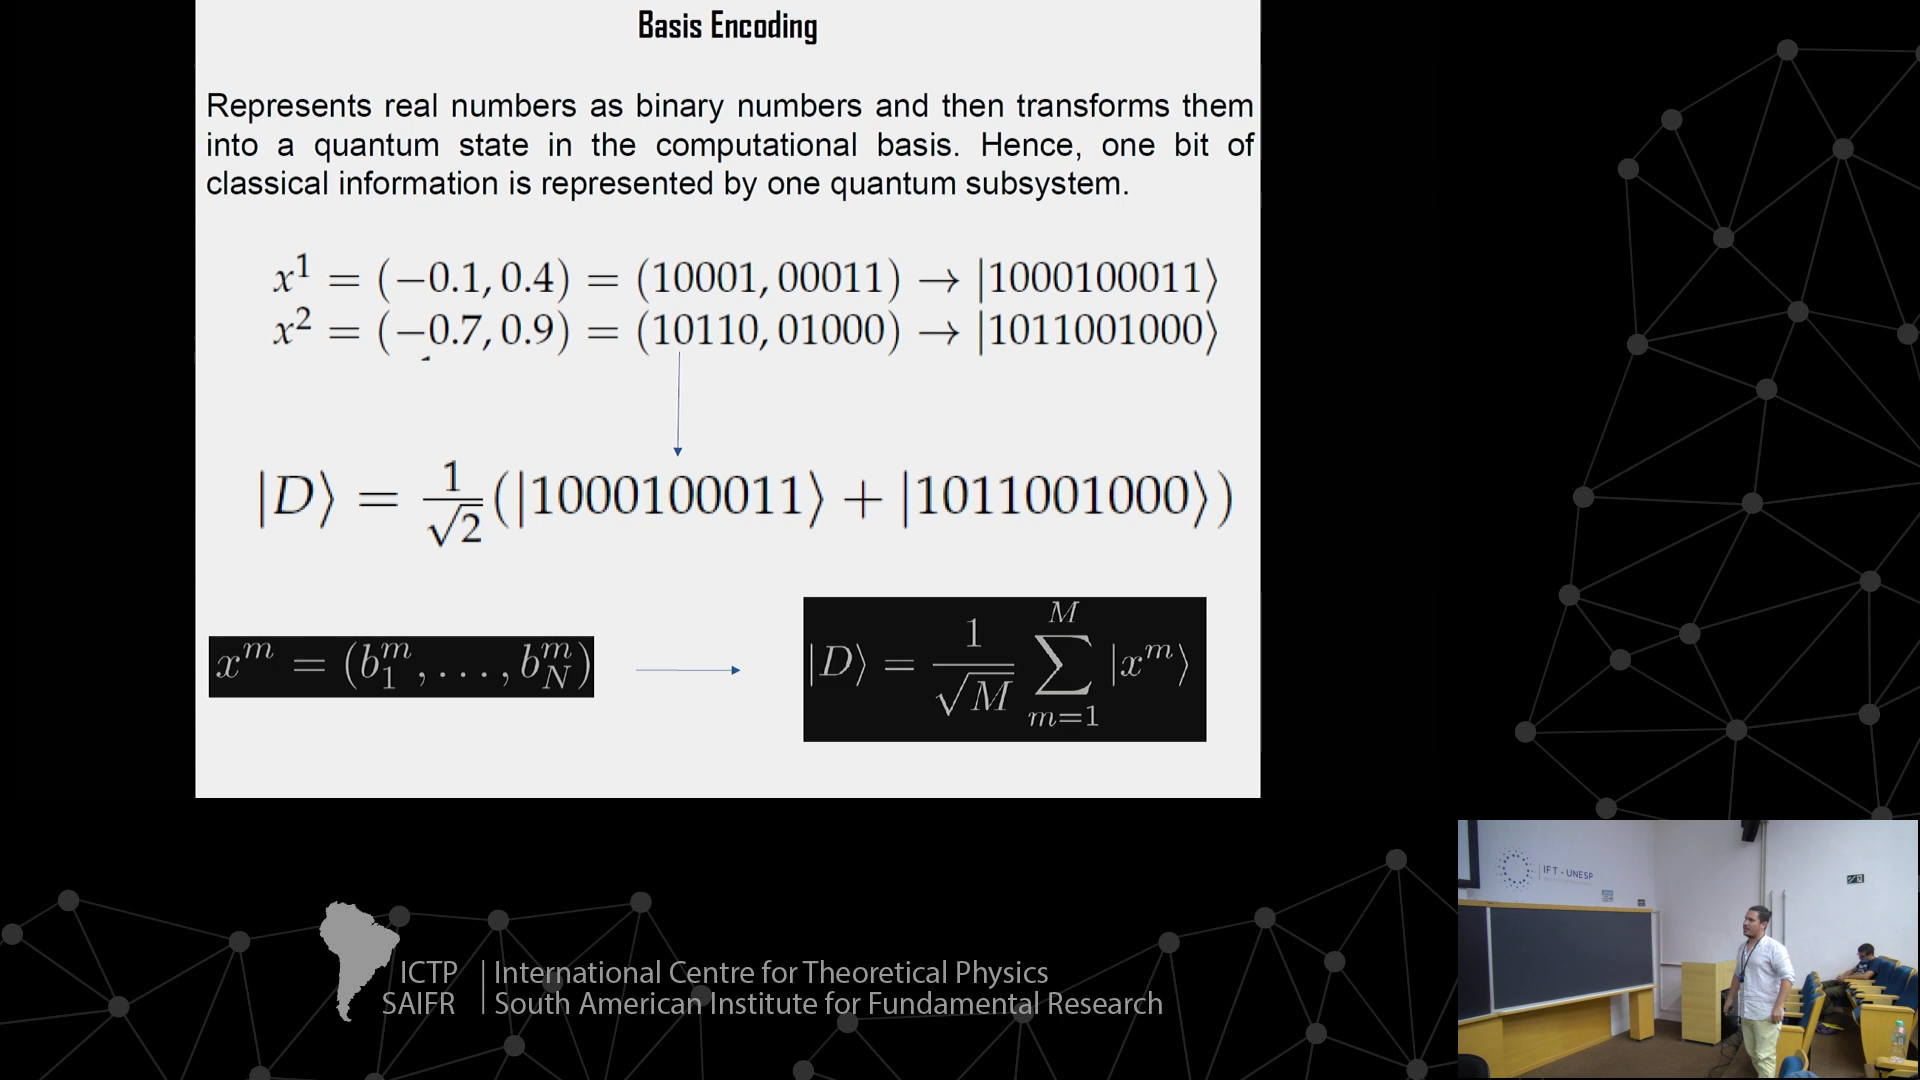 Basis Encoding
Represents real numbers as binary numbers and then transforms them
into a quantum state in the computational basis. Hence, one bit of
classical information is represented by one quantum subsystem.
x¹ = (−0.1, 0.4) = (10001, 00011) → |1000100011⟩
x² = (−0.7, 0.9) = (10110, 01000) → |1011001000⟩
|D⟩ = 1/√2 (|1000100011⟩ + |1011001000⟩)
x^m = (b_1^m, . . . , b_N^m)
|D⟩ = 1/√M ∑_{m=1}^{M} |x^m⟩
IFT - UNESP
ICTP | International Centre for Theoretical Physics
SAIFR | South American Institute for Fundamental Research